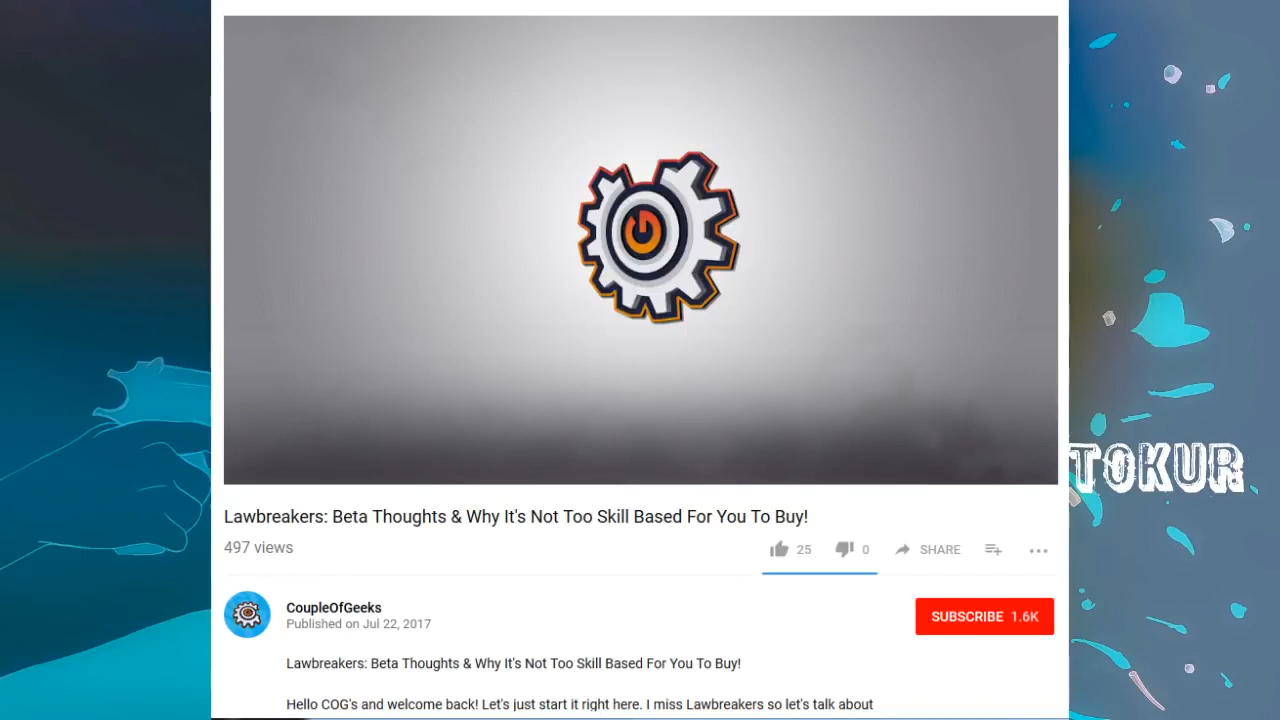 Lawbreakers: Beta Thoughts & Why It's Not Too Skill Based For You To Buy!
497 views
25
0
SHARE
CoupleOfGeeks
Published on Jul 22, 2017
SUBSCRIBE 1.6K
Lawbreakers: Beta Thoughts & Why It's Not Too Skill Based For You To Buy!
Hello COG's and welcome back! Let's just start it right here. I miss Lawbreakers so let's talk about
TOKUR